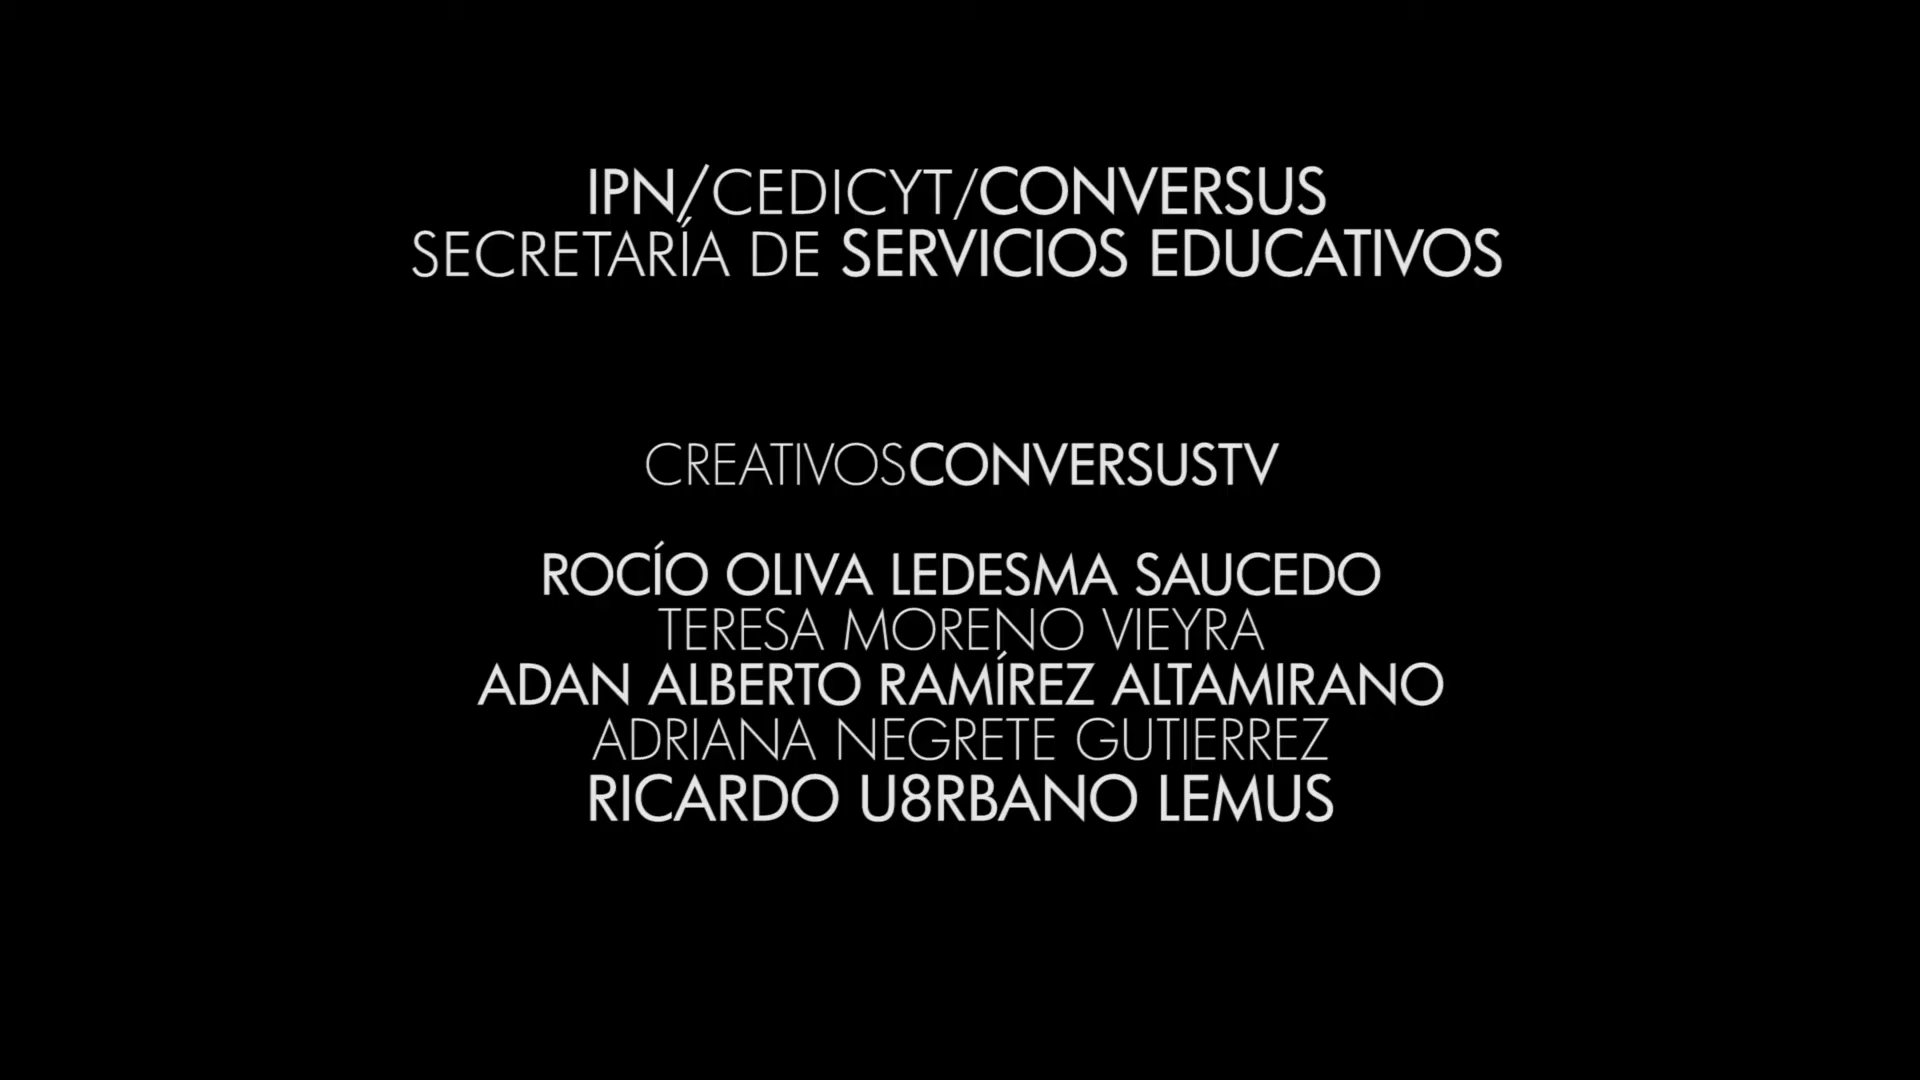 IPN/CEDICYT/CONVERSUS
SECRETARÍA DE SERVICIOS EDUCATIVOS
CREATIVOSCONVERSUSTV
ROCÍO OLIVA LEDESMA SAUCEDO
TERESA MORENO VIEYRA
ADAN ALBERTO RAMÍREZ ALTAMIRANO
ADRIANA NEGRETE GUTIERREZ
RICARDO U8RBANO LEMUS